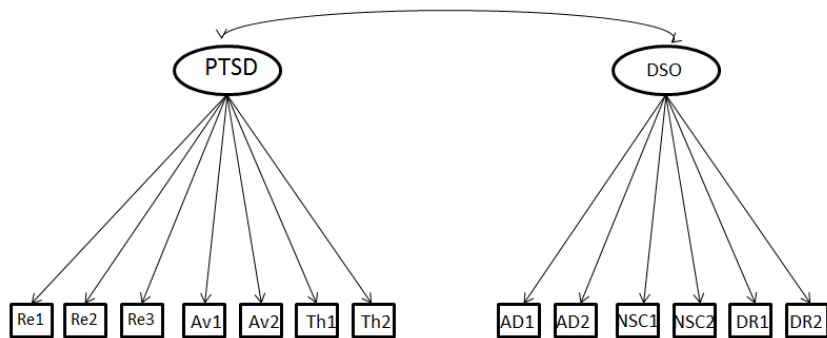 PTSD
DSO
Re1 Re2 Re3 Av1 Av2 Th1 Th2 AD1 AD2 NSC1 NSC2 DR1 DR2